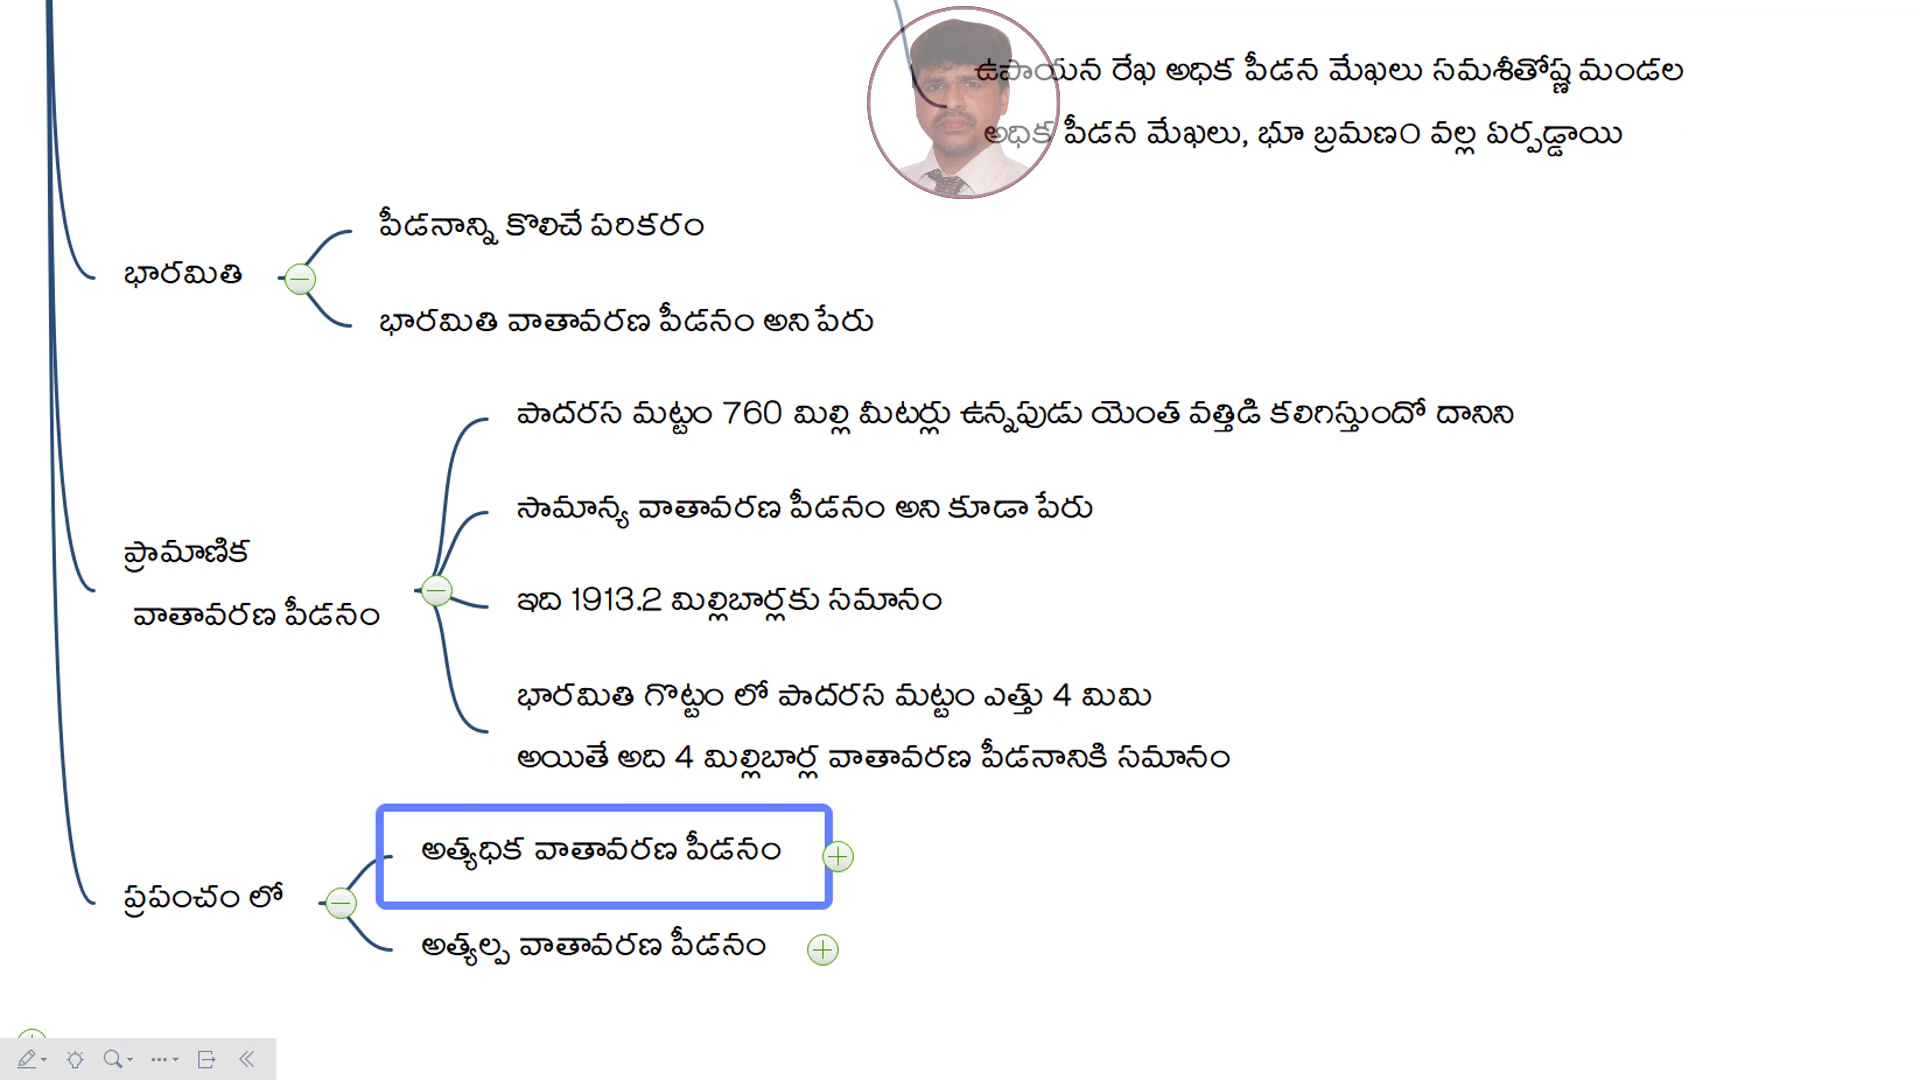 ఉపాయన రేఖ అధిక పీడన మేఖలు సమశీతోష్ణ మండల
అధిక పీడన మేఖలు, భూ బ్రమణ0 వల్ల ఏర్పడ్డాయి
పీడనాన్ని కొలిచే పరికరం
భారమితి
భారమితి వాతావరణ పీడనం అని పేరు
పాదరస మట్టం 760 మిల్లి మీటర్లు ఉన్నపుడు యెంత వత్తిడి కలిగిస్తుందో దానిని
సామాన్య వాతావరణ పీడనం అని కూడా పేరు
ప్రామాణిక
వాతావరణ పీడనం
ఇది 1913.2 మిల్లిబార్లకు సమానం
భారమితి గొట్టం లో పాదరస మట్టం ఎత్తు 4 మిమి
అయితే అది 4 మిల్లిబార్ల వాతావరణ పీడనానికి సమానం
అత్యధిక వాతావరణ పీడనం
ప్రపంచం లో
అత్యల్ప వాతావరణ పీడనం